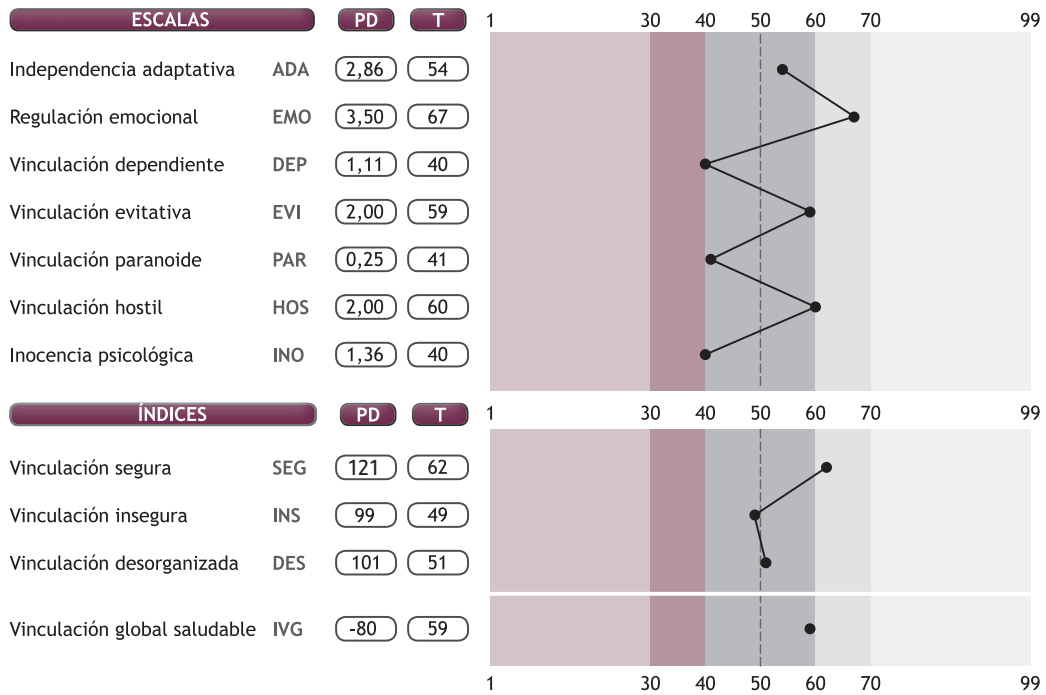 ESCALAS PD T 1 30 40 50 60 70 99
Independencia adaptativa ADA 2,86 54
Regulación emocional EMO 3,50 67
Vinculación dependiente DEP 1,11 40
Vinculación evitativa EVI 2,00 59
Vinculación paranoide PAR 0,25 41
Vinculación hostil HOS 2,00 60
Inocencia psicológica INO 1,36 40
ÍNDICES PD T 1 30 40 50 60 70 99
Vinculación segura SEG 121 62
Vinculación insegura INS 99 49
Vinculación desorganizada DES 101 51
Vinculación global saludable IVG -80 59
1 30 40 50 60 70 99